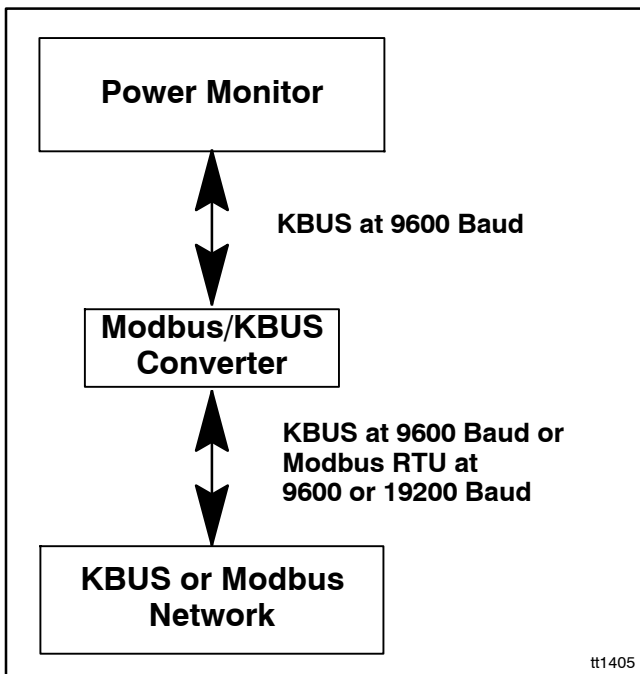 Power Monitor
KBUS at 9600 Baud
Modbus/KBUS
Converter
KBUS at 9600 Baud or
Modbus RTU at
9600 or 19200 Baud
KBUS or Modbus
Network
tt1405